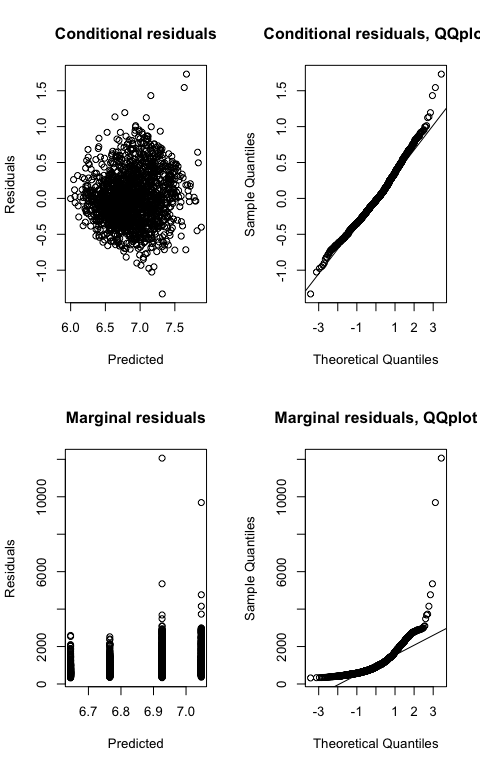 Conditional residuals
Residuals
-1.0 -0.5 0.0 0.5 1.0 1.5
6.0 6.5 7.0 7.5
Predicted
Conditional residuals, QQplo
Sample Quantiles
-1.0 -0.5 0.0 0.5 1.0 1.5
-3 -1 1 2 3
Theoretical Quantiles
Marginal residuals
Residuals
0 2000 6000 10000
6.7 6.8 6.9 7.0
Predicted
Marginal residuals, QQplot
Sample Quantiles
0 2000 6000 10000
-3 -1 1 2 3
Theoretical Quantiles